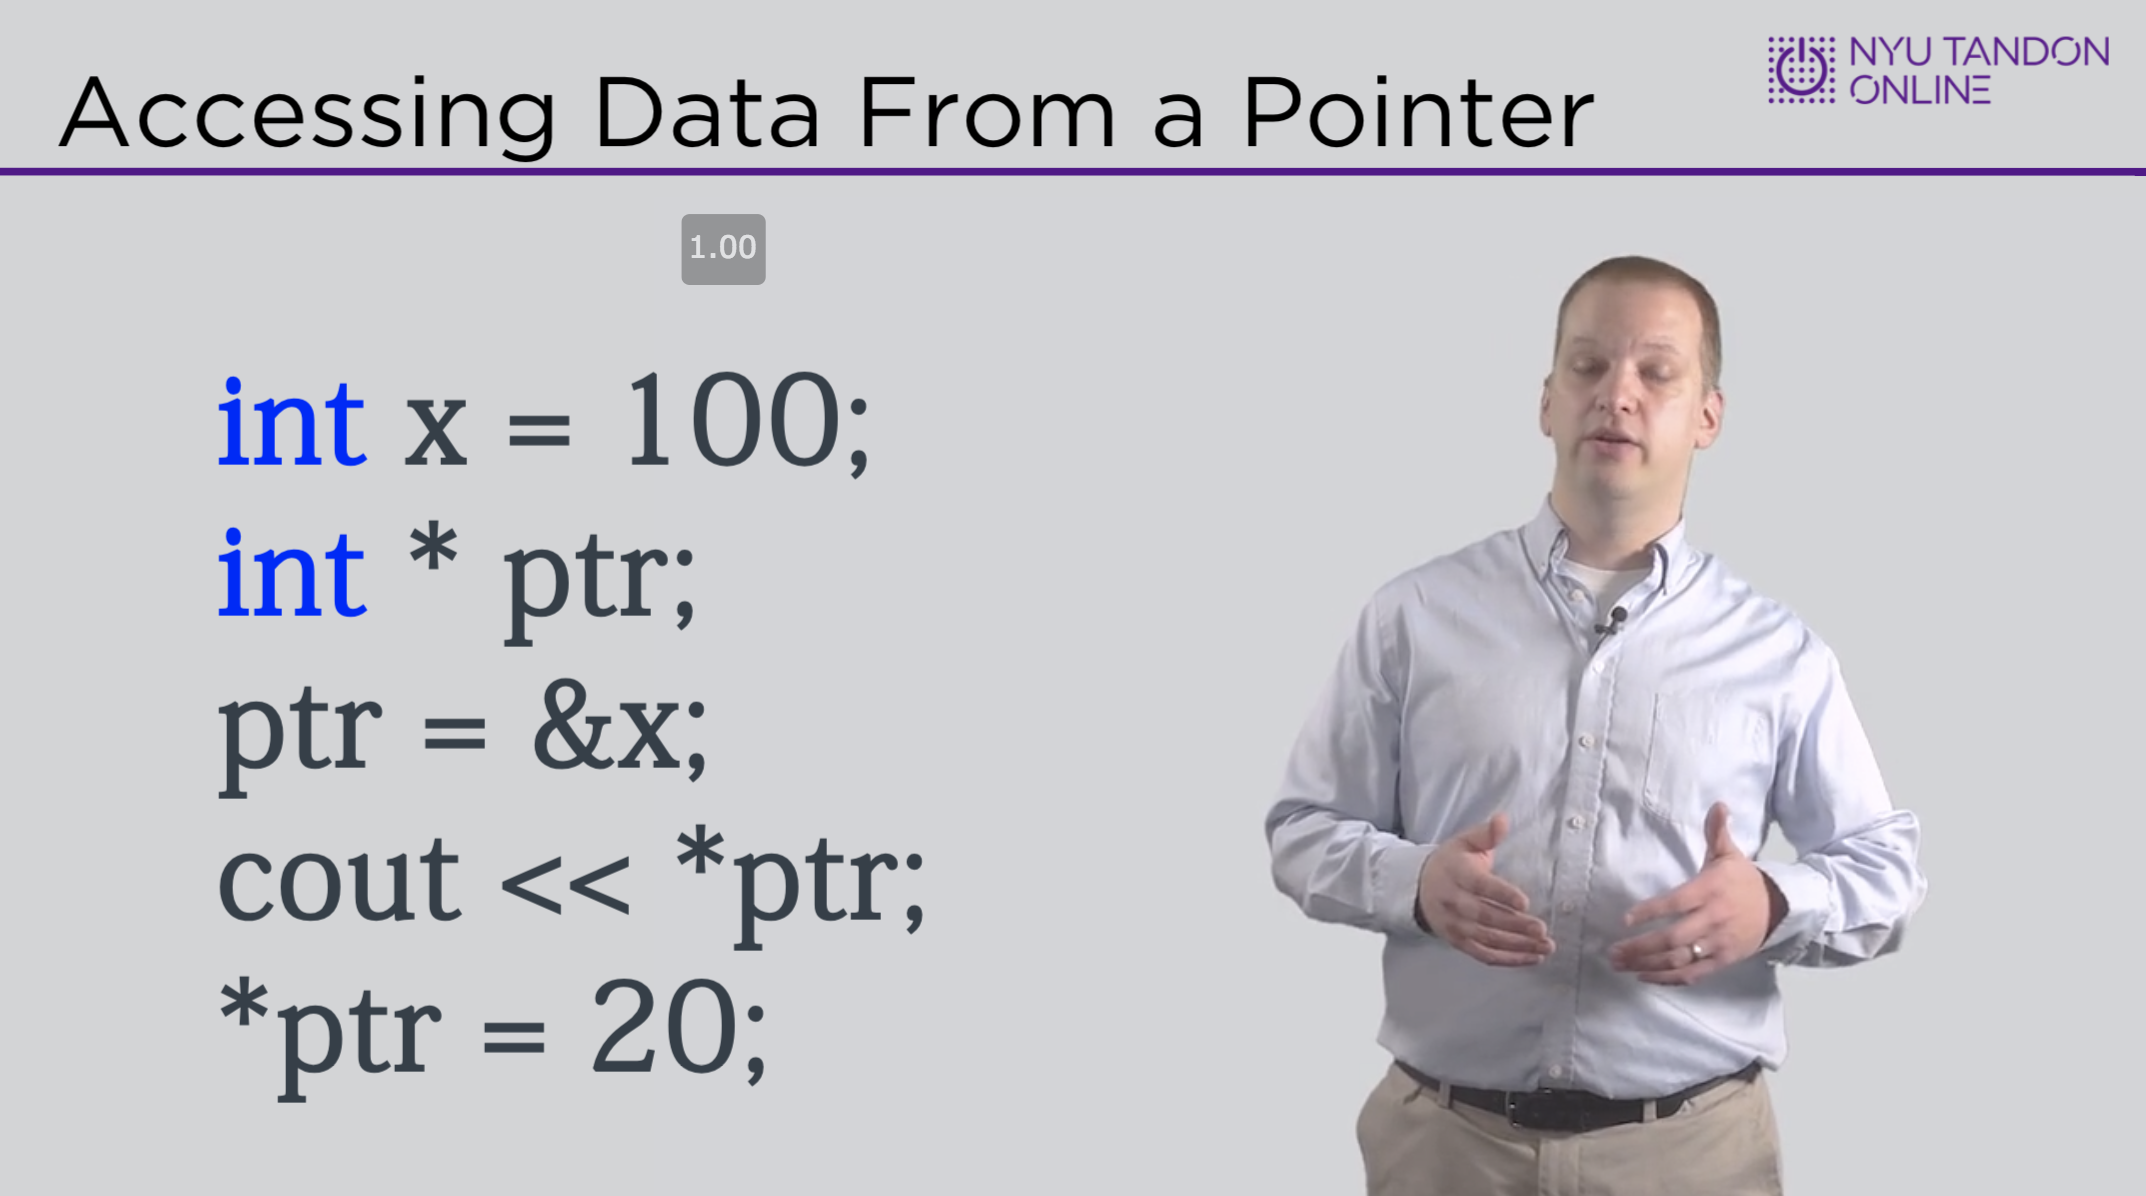 Accessing Data From a Pointer
NYU TANDON
ONLINE
1.00
int x = 100;
int * ptr;
ptr = &x;
cout << *ptr;
*ptr = 20;